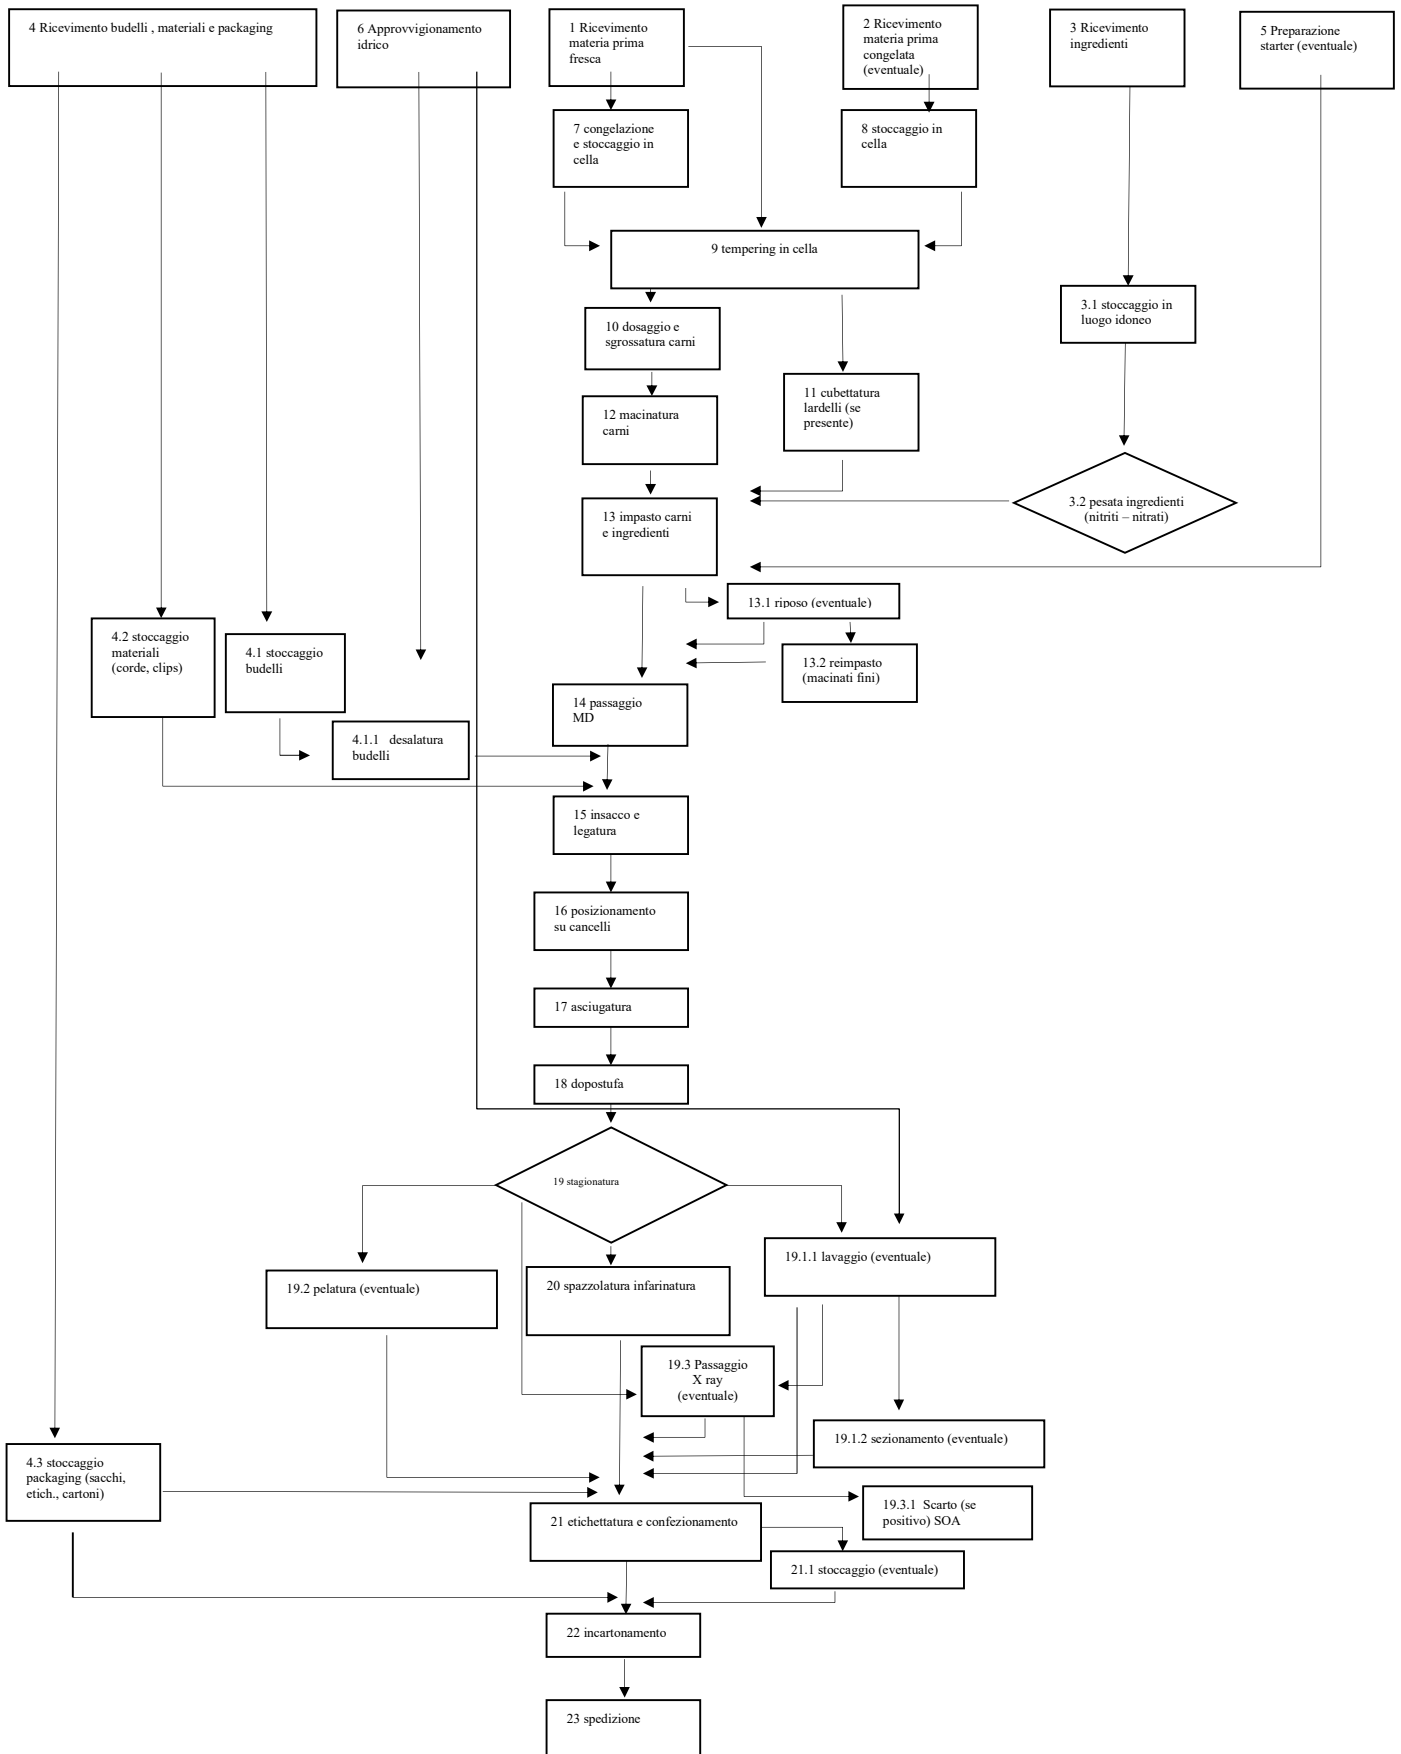 4 Ricevimento budelli , materiali e packaging
6 Approvvigionamento
idrico
1 Ricevimento
materia prima
fresca
2 Ricevimento
materia prima
congelata
(eventuale)
3 Ricevimento
ingredienti
5 Preparazione
starter (eventuale)
7 congelazione
e stoccaggio in
cella
8 stoccaggio in
cella
9 tempering in cella
3.1 stoccaggio in
luogo idoneo
10 dosaggio e
sgrossatura carni
11 cubettatura
lardelli (se
presente)
12 macinatura
carni
3.2 pesata ingredienti
(nitriti – nitrati)
13 impasto carni
e ingredienti
13.1 riposo (eventuale)
4.2 stoccaggio
materiali
(corde, clips)
4.1 stoccaggio
budelli
13.2 reimpasto
(macinati fini)
14 passaggio
MD
4.1.1 desalatura
budelli
15 insacco e
legatura
16 posizionamento
su cancelli
17 asciugatura
18 dopostufa
19 stagionatura
19.1.1 lavaggio (eventuale)
19.2 pelatura (eventuale)
20 spazzolatura infarinatura
19.3 Passaggio
X ray
(eventuale)
19.1.2 sezionamento (eventuale)
4.3 stoccaggio
packaging (sacchi,
etich., cartoni)
19.3.1 Scarto (se
positivo) SOA
21 etichettatura e confezionamento
21.1 stoccaggio (eventuale)
22 incartonamento
23 spedizione